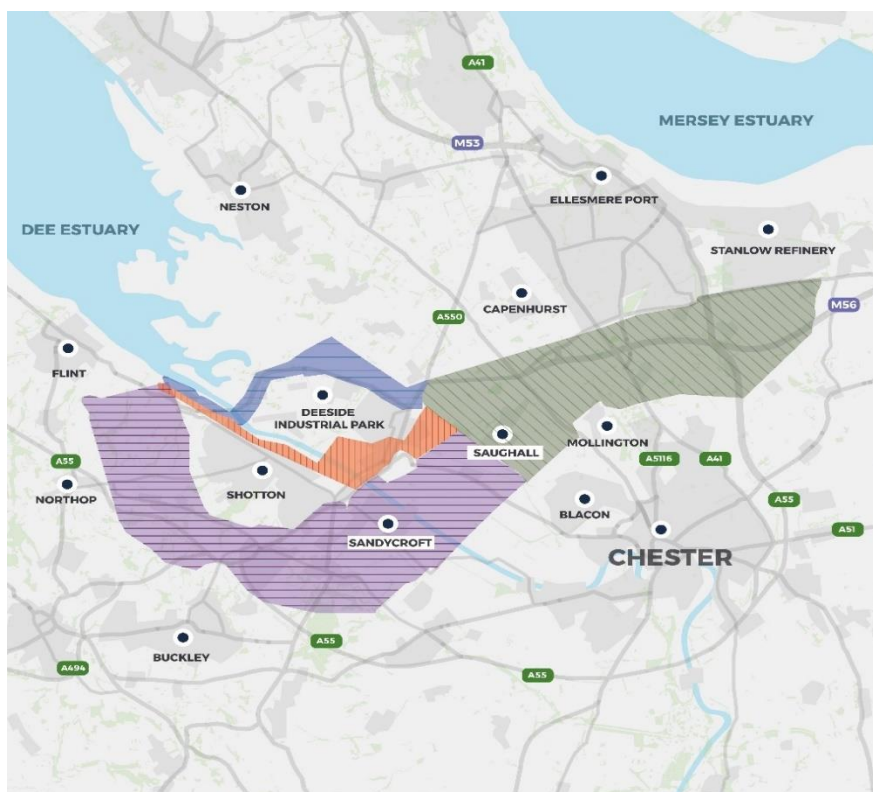 A41
MERSEY ESTUARY
M53
ELLESMERE PORT
NESTON
DEE ESTUARY
STANLOW REFINERY
CAPENHURST
M56
A550
FLINT
DEESIDE
INDUSTRIAL PARK
SAUGHALL
MOLLINGTON
A55
A5116
A41
SHOTTON
NORTHOP
BLACON
A55
SANDYCROFT
A51
CHESTER
BUCKLEY
A55
A494
A55